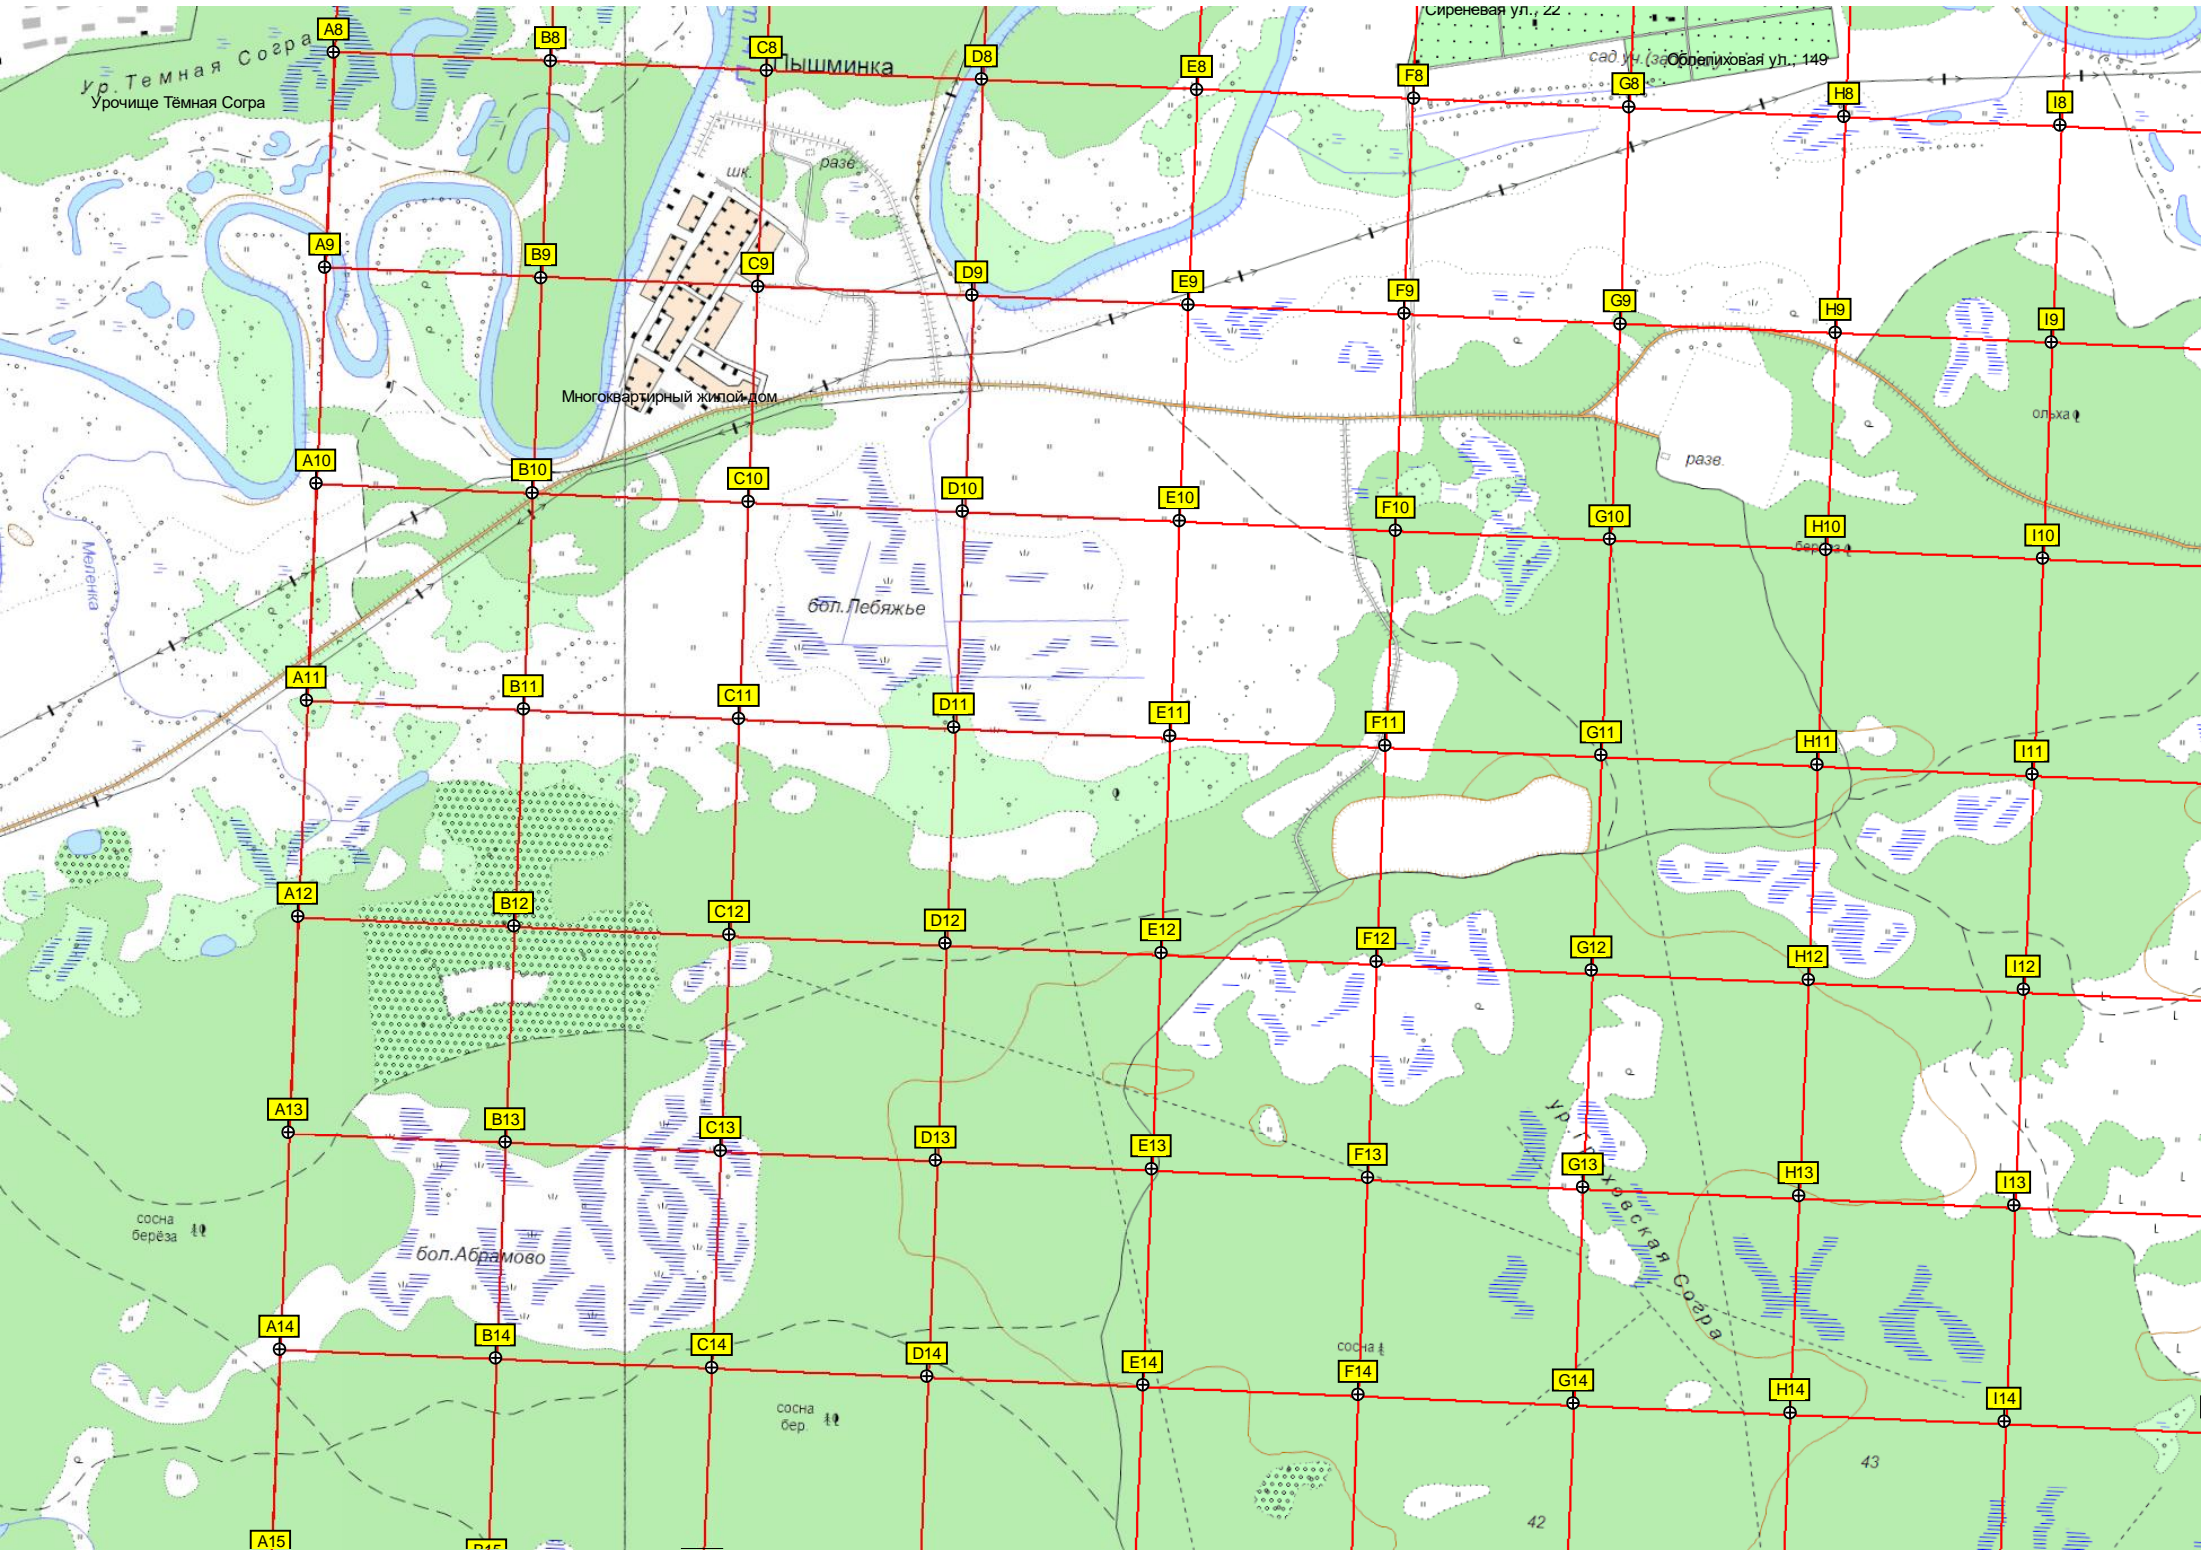 Сиреневая ул., 22
A8
B8
C8
D8
E8
F8
G8
H8
I8
ур. Темная Согра
Урочище Тёмная Согра
Пышминка
Облепиховая ул., 149
шк.
разв.
A9
B9
C9
D9
E9
F9
G9
H9
I9
Многоквартирный жилой дом
ольха
разв.
A10
B10
C10
D10
E10
F10
G10
H10
I10
Меленка
бол. Лебяжье
A11
B11
C11
D11
E11
F11
G11
H11
I11
A12
B12
C12
D12
E12
F12
G12
H12
I12
A13
B13
C13
D13
E13
F13
G13
H13
I13
сосна
берёза
бол. Абрамово
Согра
A14
B14
C14
D14
E14
F14
G14
H14
I14
сосна
сосна
бер.
43
42
A15
B15